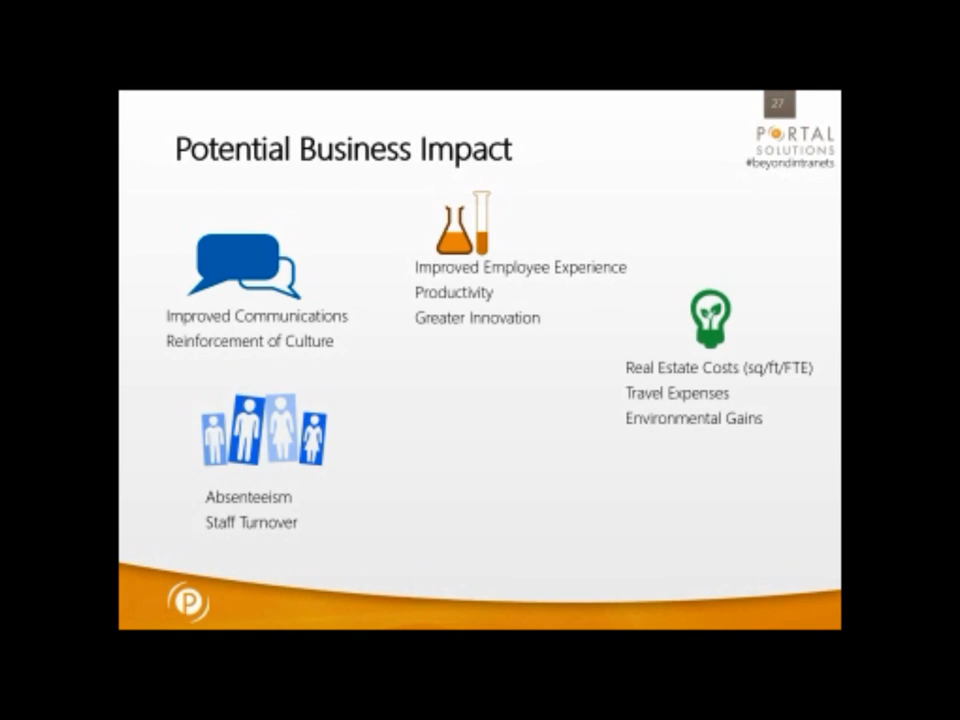 27
PORTAL
SOLUTIONS
#beyondintranets
Potential Business Impact
Improved Communications
Reinforcement of Culture
Improved Employee Experience
Productivity
Greater Innovation
Real Estate Costs (sq/ft/FTE)
Travel Expenses
Environmental Gains
Absenteeism
Staff Turnover
P